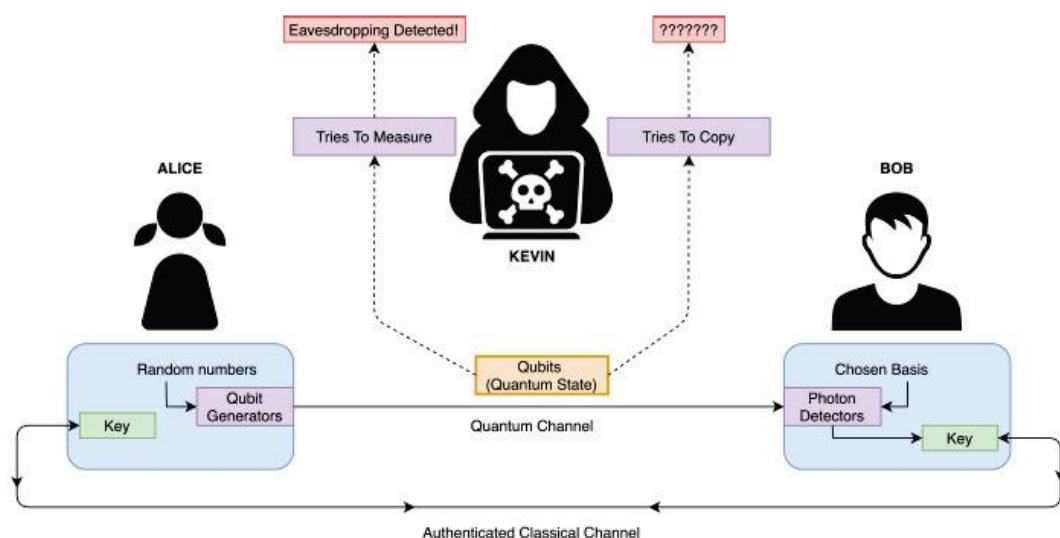 Eavesdropping Detected!
???????
Tries To Measure
Tries To Copy
ALICE
BOB
KEVIN
Random numbers
Qubit
Generators
Key
Qubits
(Quantum State)
Quantum Channel
Chosen Basis
Photon
Detectors
Key
Authenticated Classical Channel